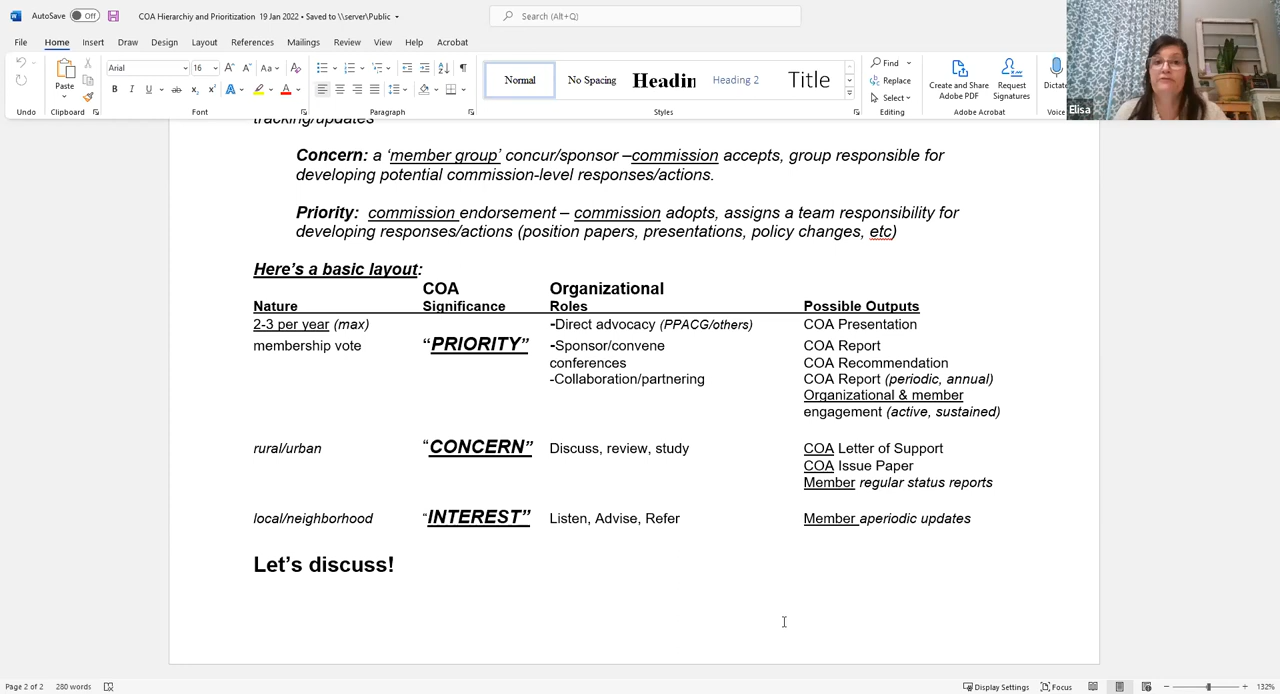 AutoSave Off COA Hierarchiy and Prioritization 19 Jan 2022 • Saved to \\server\Public Search (Alt+Q)
File Home Insert Draw Design Layout References Mailings Review View Help Acrobat
Arial 16 Normal No Spacing Headin Heading 2 Title
Paste Find Replace Select
Create and Share Adobe PDF Request Signatures Dictate
Undo Clipboard Font Paragraph Styles Editing Adobe Acrobat Voice
Elisa
tracking/updates
Concern: a ‘member group’ concur/sponsor –commission accepts, group responsible for
developing potential commission-level responses/actions.
Priority: commission endorsement – commission adopts, assigns a team responsibility for
developing responses/actions (position papers, presentations, policy changes, etc)
Here’s a basic layout:
COA Organizational
Nature Significance Roles Possible Outputs
2-3 per year (max) -Direct advocacy (PPACG/others) COA Presentation
membership vote “PRIORITY” -Sponsor/convene COA Report
conferences COA Recommendation
-Collaboration/partnering COA Report (periodic, annual)
Organizational & member
engagement (active, sustained)
rural/urban “CONCERN” Discuss, review, study COA Letter of Support
COA Issue Paper
Member regular status reports
local/neighborhood “INTEREST” Listen, Advise, Refer Member aperiodic updates
Let’s discuss!
Page 2 of 2 280 words Display Settings Focus 132%